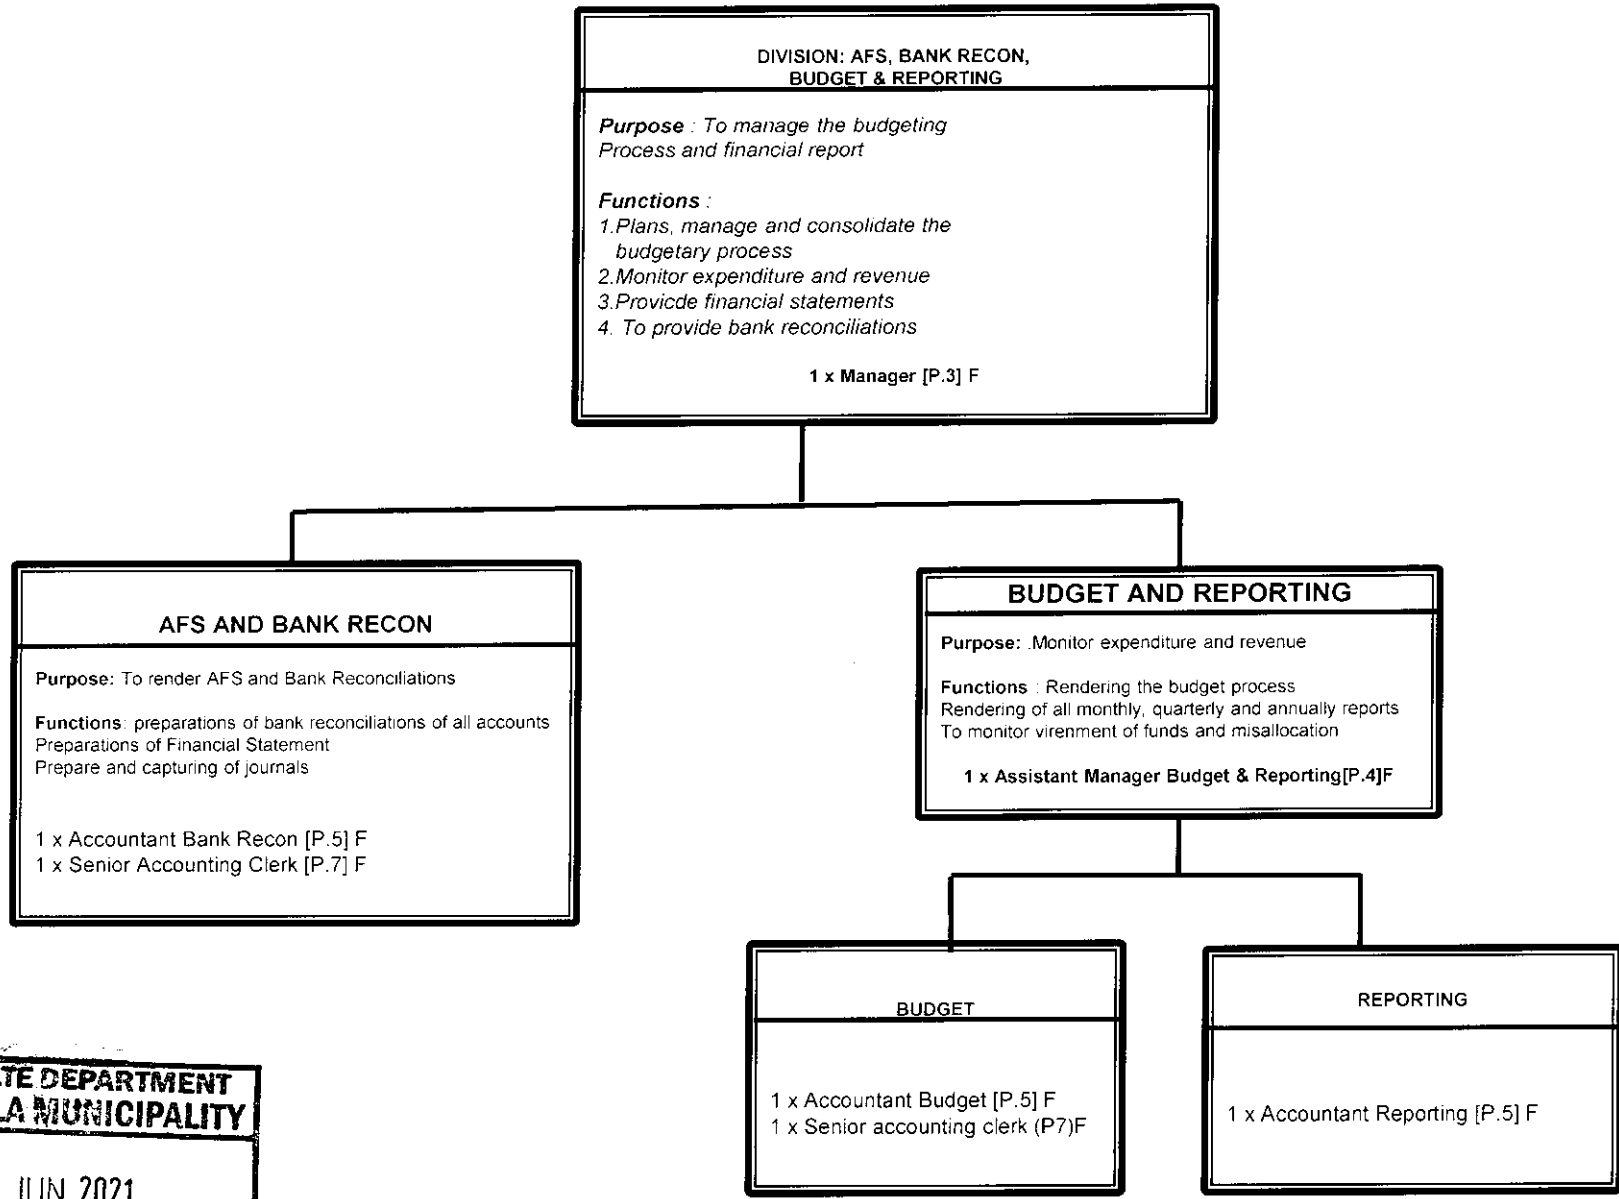 DIVISION: AFS, BANK RECON,
BUDGET & REPORTING
Purpose : To manage the budgeting
Process and financial report
Functions :
1.Plans, manage and consolidate the
budgetary process
2.Monitor expenditure and revenue
3.Provicde financial statements
4. To provide bank reconciliations
1 x Manager [P.3] F
AFS AND BANK RECON
Purpose: To render AFS and Bank Reconciliations
Functions: preparations of bank reconciliations of all accounts
Preparations of Financial Statement
Prepare and capturing of journals
1 x Accountant Bank Recon [P.5] F
1 x Senior Accounting Clerk [P.7] F
BUDGET AND REPORTING
Purpose: .Monitor expenditure and revenue
Functions : Rendering the budget process
Rendering of all monthly, quarterly and annually reports
To monitor virenment of funds and misallocation
1 x Assistant Manager Budget & Reporting[P.4]F
BUDGET
1 x Accountant Budget [P.5] F
1 x Senior accounting clerk (P7)F
REPORTING
1 x Accountant Reporting [P.5] F
DEPARTMENT
MUNICIPALITY
JUN 2021